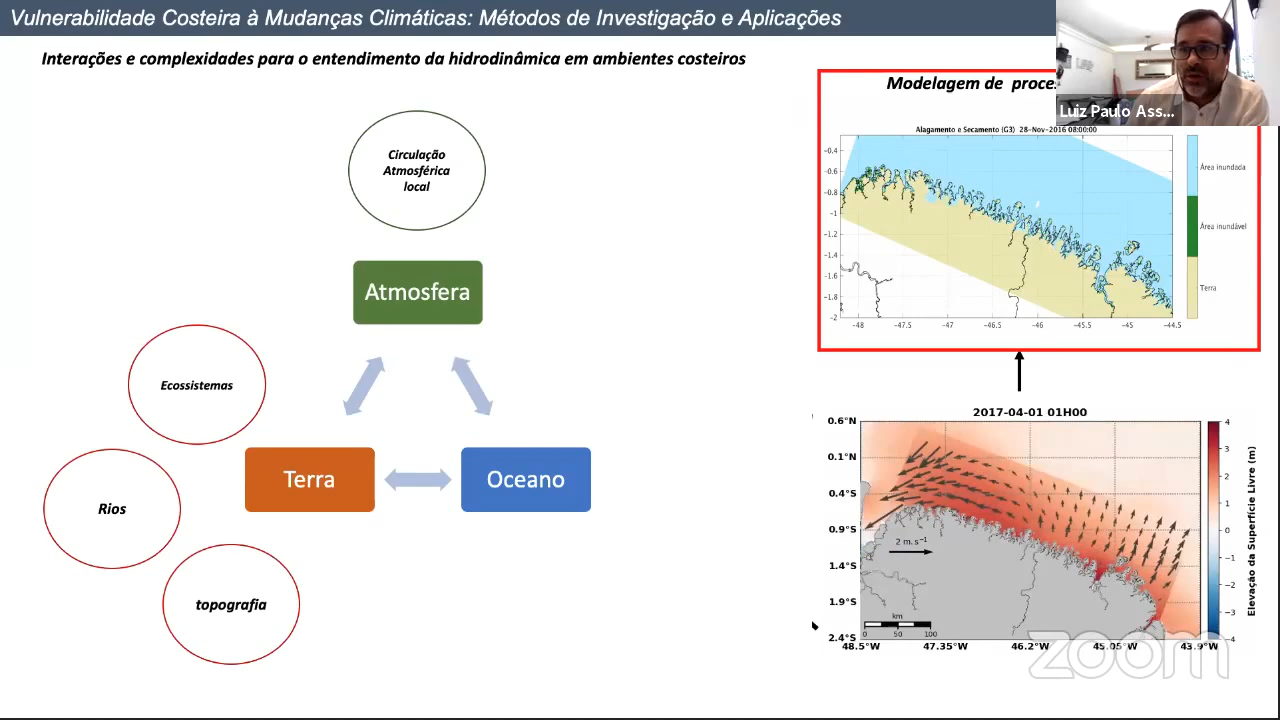 Vulnerabilidade Costeira à Mudanças Climáticas: Métodos de Investigação e Aplicações
Interações e complexidades para o entendimento da hidrodinâmica em ambientes costeiros
Modelagem de proce
Luiz Paulo Ass...
Circulação
Atmosférica
local
Atmosfera
Ecossistemas
Terra
Oceano
Rios
topografia
Alagamento e Secamento (G3) 28-Nov-2016 08:00:00
-0.4
-0.6
-0.8
-1
-1.2
-1.4
-1.6
-1.8
-2
-48 -47.5 -47 -46.5 -46 -45.5 -45 -44.5
Área inundada
Área inundável
Terra
2017-04-01 01H00
0.6°N
0.1°N
0.4°S
0.9°S
1.4°S
1.9°S
2.4°S
48.5°W 47.35°W 46.2°W 45.05°W 43.9°W
2 m.s⁻¹
km
0 50 100
4
3
2
1
0
-1
-2
-3
-4
Elevação da Superfície Livre (m)
zoom